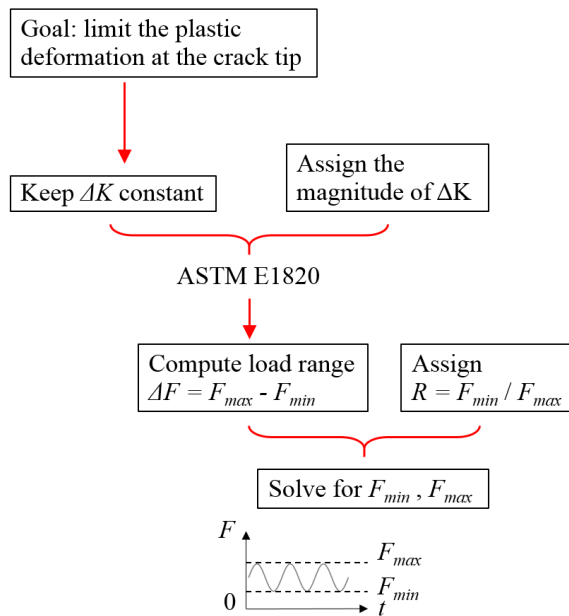 Goal: limit the plastic
deformation at the crack tip
Keep ΔK constant
Assign the
magnitude of ΔK
ASTM E1820
Compute load range
ΔF = Fmax - Fmin
Assign
R = Fmin / Fmax
Solve for Fmin , Fmax
F
Fmax
Fmin
0
t